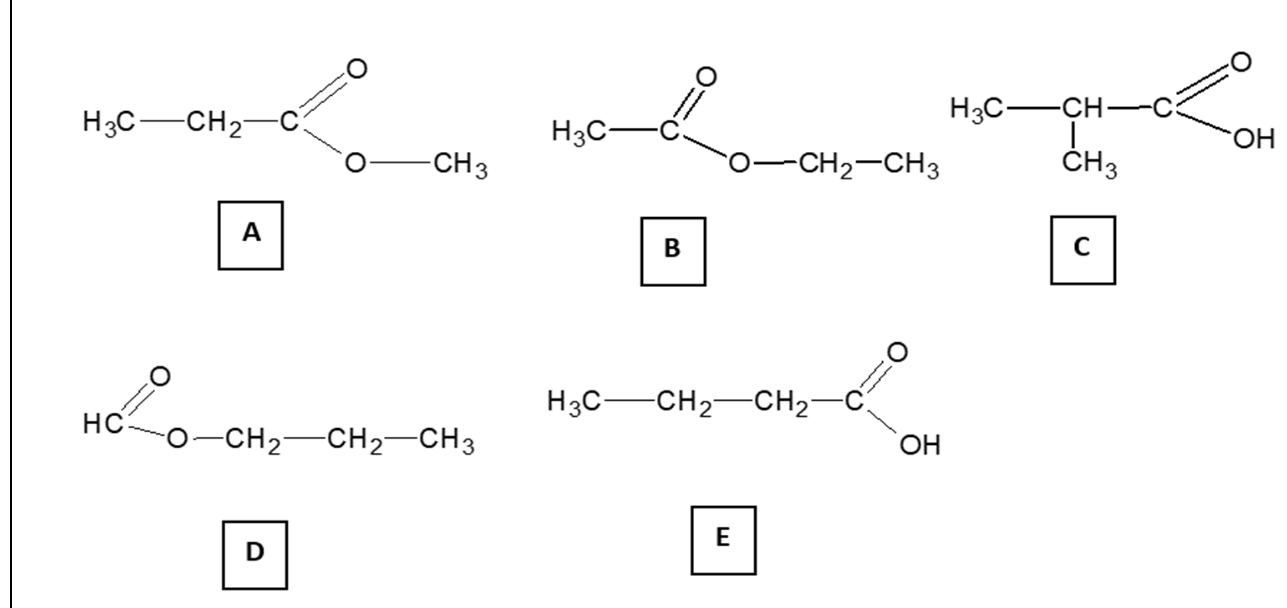 O
H₃C—CH₂—C
O—CH₃
A
O
H₃C—C
O—CH₂—CH₃
B
O
H₃C—CH—C
OH
CH₃
C
O
HC
O—CH₂—CH₂—CH₃
D
O
H₃C—CH₂—CH₂—C
OH
E